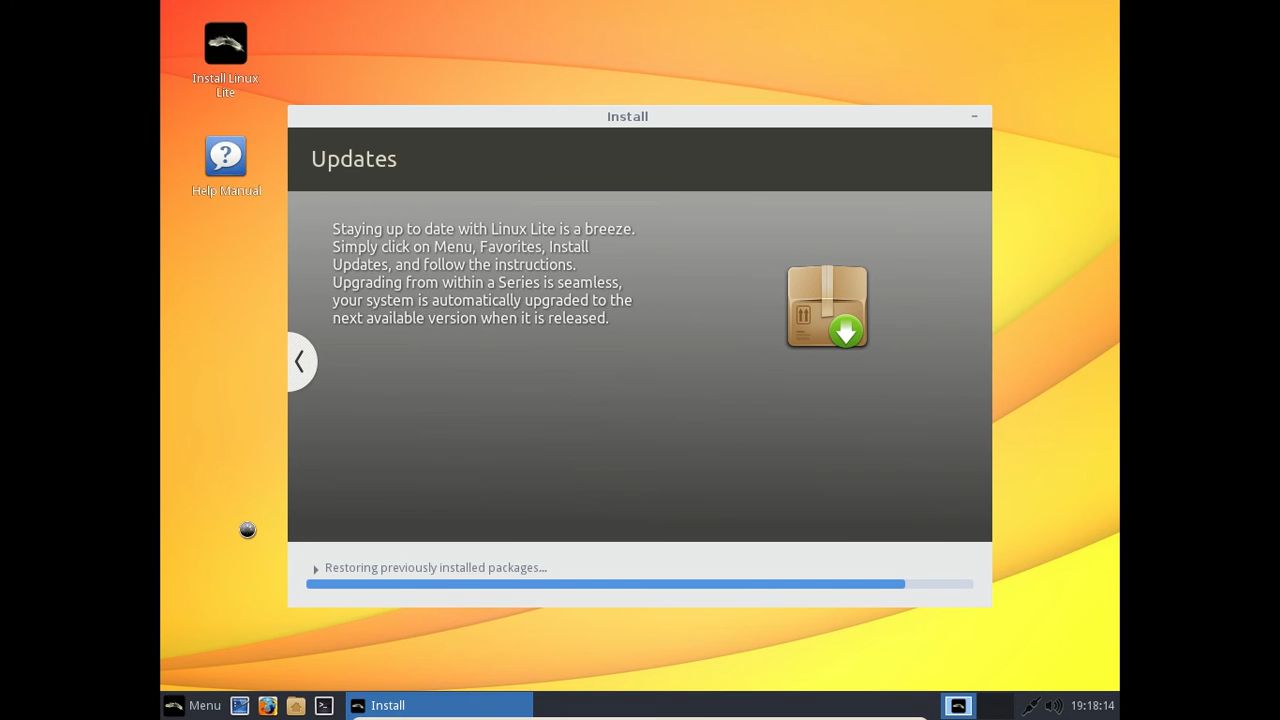 Install Linux
Lite
Help Manual
Install
Updates
Staying up to date with Linux Lite is a breeze.
Simply click on Menu, Favorites, Install
Updates, and follow the instructions.
Upgrading from within a Series is seamless,
your system is automatically upgraded to the
next available version when it is released.
Restoring previously installed packages...
Menu
Install
19:18:14